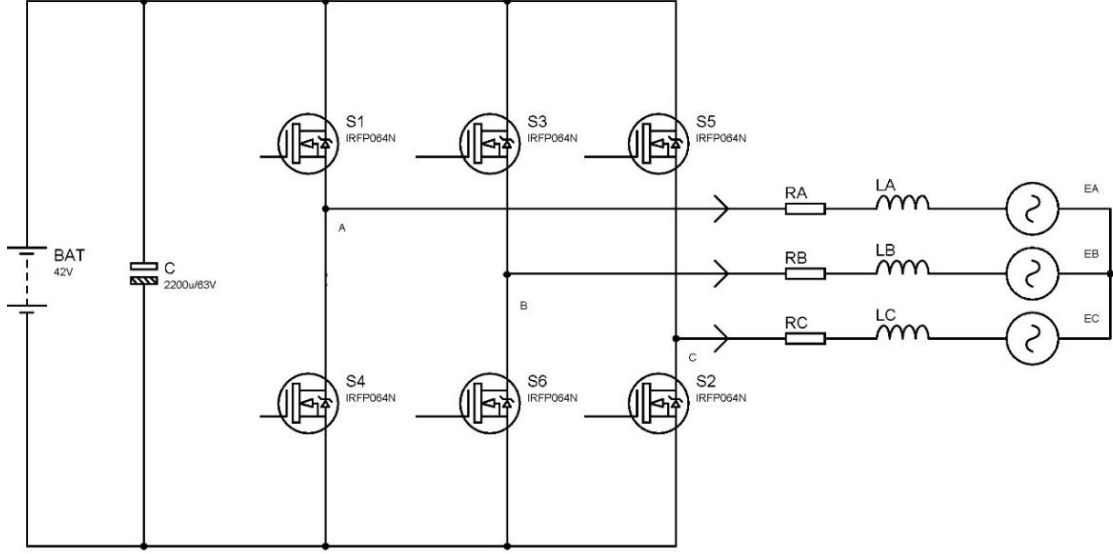 S1
IRFP064N
S3
IRFP064N
S5
IRFP064N
RA
LA
EA
A
BAT
42V
C
2200u/63V
RB
LB
EB
B
RC
LC
EC
C
S4
IRFP064N
S6
IRFP064N
S2
IRFP064N